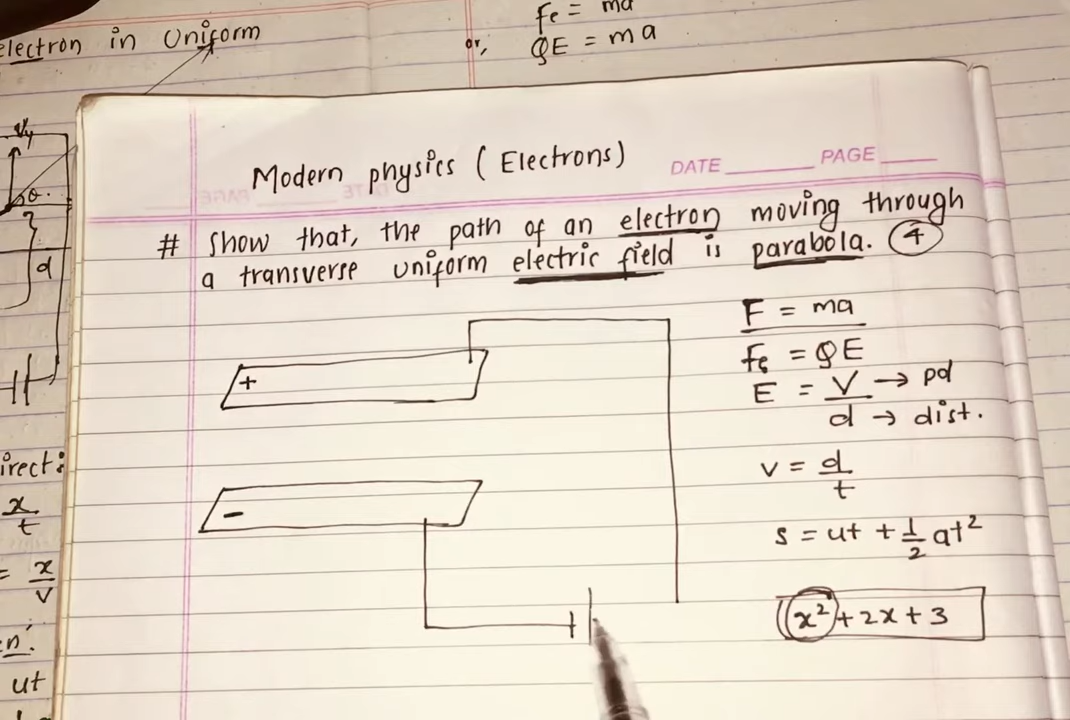 electron in Uniform
Fe = ma
or, QE = ma
Vy
θ
d
irect:
x/t
= x/v
ut
DATE PAGE
Modern physics ( Electrons )
# Show that, the path of an electron moving through
a transverse uniform electric field is parabola. 4
+
-
F = ma
Fe = QE
E = V/d → pd
→ dist.
v = d/t
s = ut + 1/2 at²
x² + 2x + 3